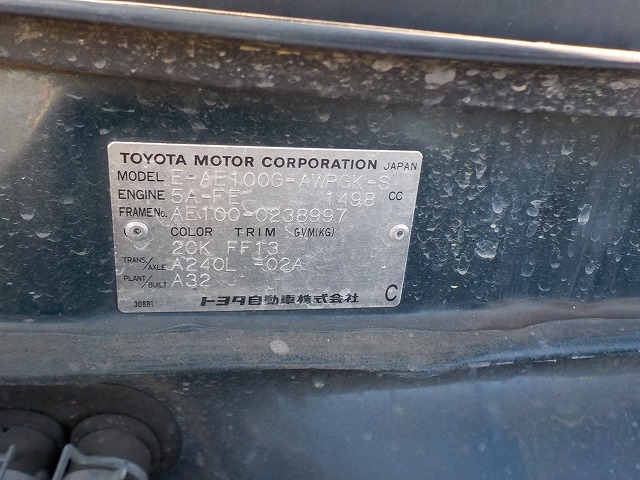 TOYOTA MOTOR CORPORATION JAPAN
MODEL E-AE100G-AWPGK-S
ENGINE 5A-FE 1498 CC
FRAME No. AE100-0238997
COLOR TRIM GVM(KG)
2CK FF13
TRANS./AXLE A240L -02A
PLANT/BUILT A32
30881 トヨタ自動車株式会社 C